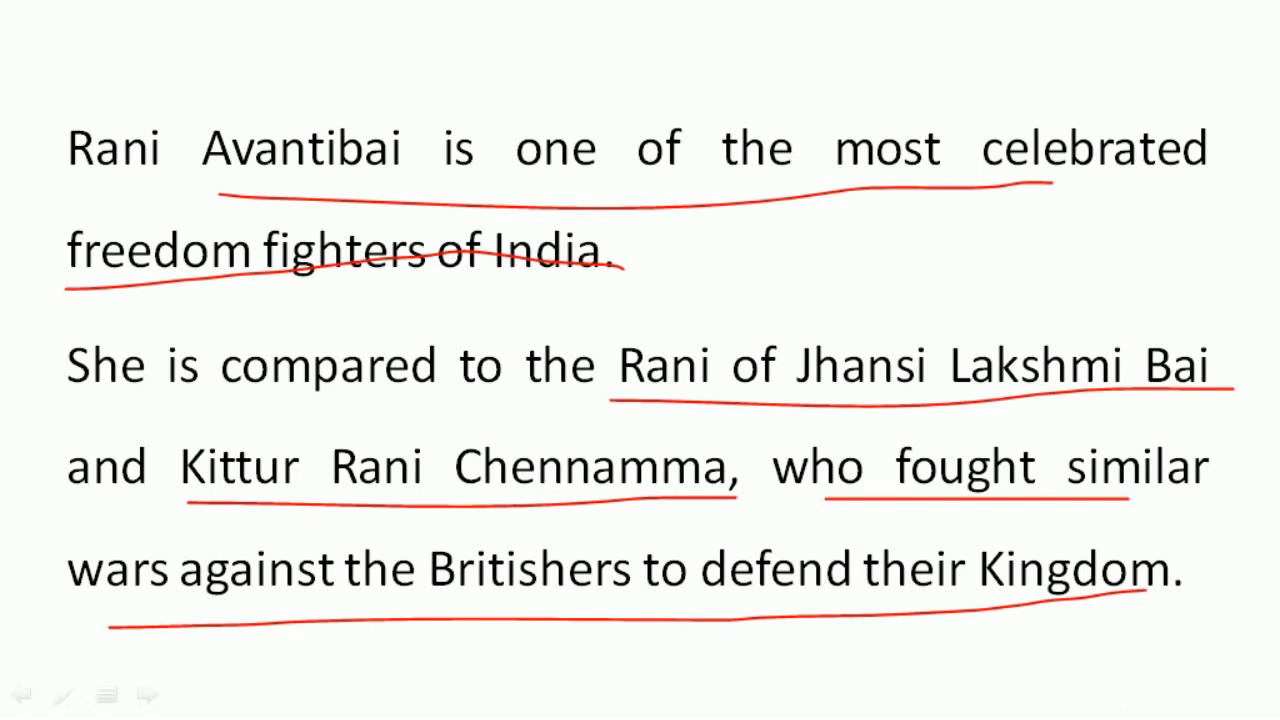 Rani Avantibai is one of the most celebrated
freedom fighters of India.
She is compared to the Rani of Jhansi Lakshmi Bai
and Kittur Rani Chennamma, who fought similar
wars against the Britishers to defend their Kingdom.